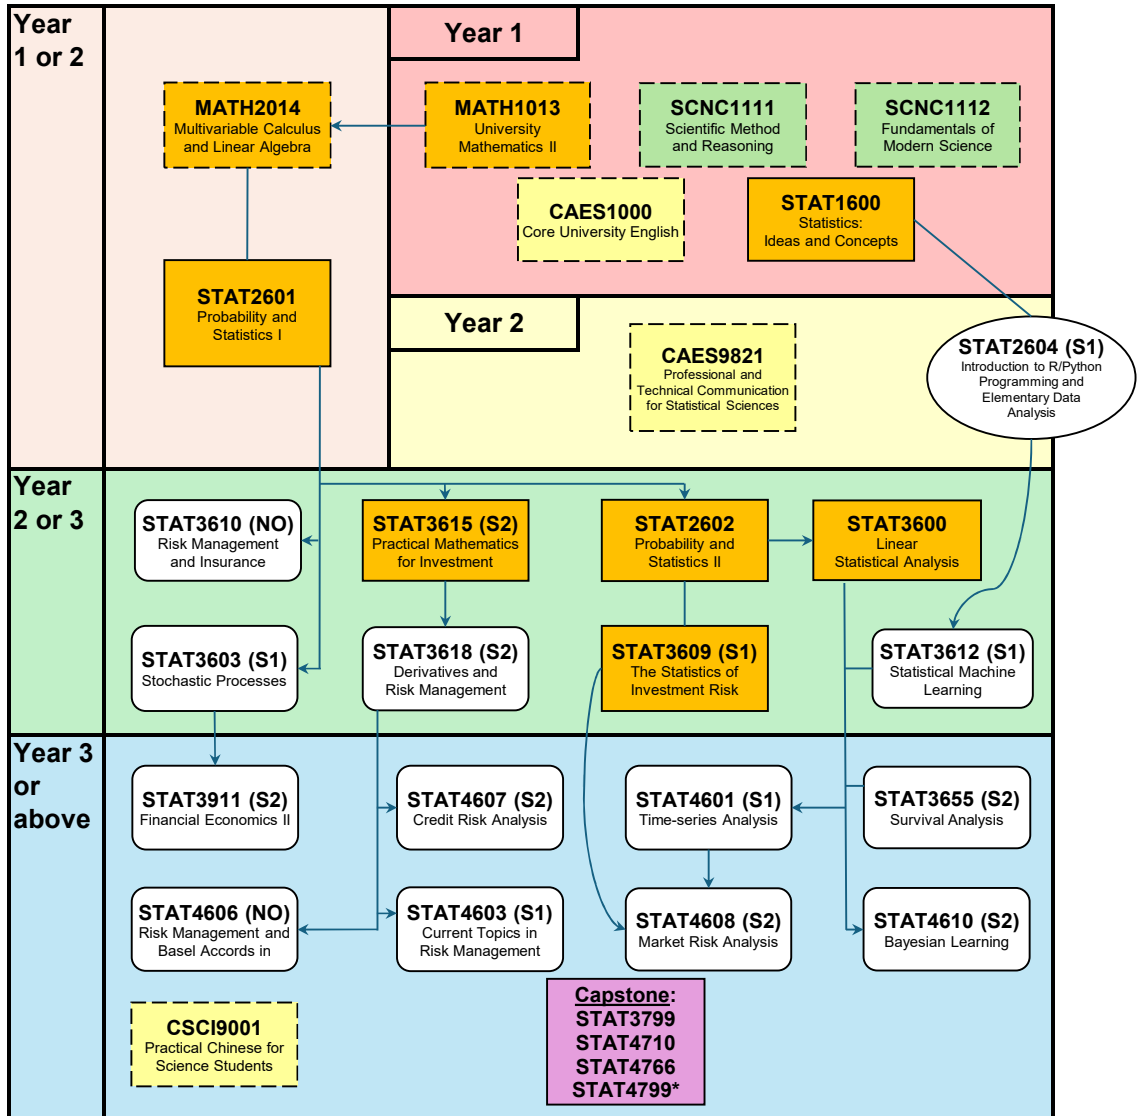 Year
1 or 2
Year 1
MATH2014
Multivariable Calculus
and Linear Algebra
MATH1013
University
Mathematics II
SCNC1111
Scientific Method
and Reasoning
SCNC1112
Fundamentals of
Modern Science
CAES1000
Core University English
STAT1600
Statistics:
Ideas and Concepts
STAT2601
Probability and
Statistics I
Year 2
CAES9821
Professional and
Technical Communication
for Statistical Sciences
STAT2604 (S1)
Introduction to R/Python
Programming and
Elementary Data
Analysis
Year
2 or 3
STAT3610 (NO)
Risk Management
and Insurance
STAT3615 (S2)
Practical Mathematics
for Investment
STAT2602
Probability and
Statistics II
STAT3600
Linear
Statistical Analysis
STAT3603 (S1)
Stochastic Processes
STAT3618 (S2)
Derivatives and
Risk Management
STAT3609 (S1)
The Statistics of
Investment Risk
STAT3612 (S1)
Statistical Machine
Learning
Year 3
or
above
STAT3911 (S2)
Financial Economics II
STAT4607 (S2)
Credit Risk Analysis
STAT4601 (S1)
Time-series Analysis
STAT3655 (S2)
Survival Analysis
STAT4606 (NO)
Risk Management and
Basel Accords in
STAT4603 (S1)
Current Topics in
Risk Management
STAT4608 (S2)
Market Risk Analysis
STAT4610 (S2)
Bayesian Learning
CSCI9001
Practical Chinese for
Science Students
Capstone:
STAT3799
STAT4710
STAT4766
STAT4799*